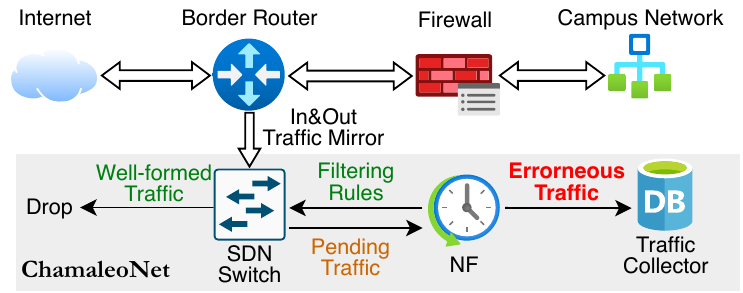 Internet
Border Router
Firewall
Campus Network
In&Out
Traffic Mirror
Well-formed
Traffic
Filtering
Rules
Errorneous
Traffic
DB
Drop
SDN
Switch
Pending
Traffic
NF
Traffic
Collector
ChamaleoNet